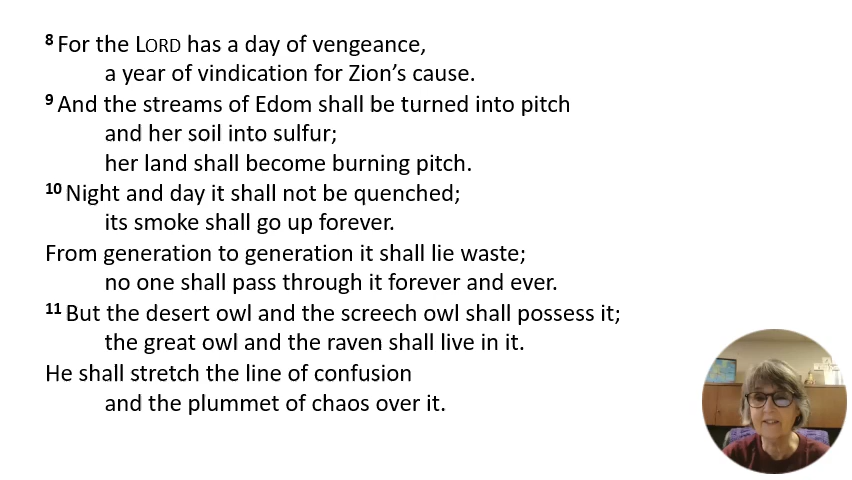 8 For the LORD has a day of vengeance,
a year of vindication for Zion’s cause.
9 And the streams of Edom shall be turned into pitch
and her soil into sulfur;
her land shall become burning pitch.
10 Night and day it shall not be quenched;
its smoke shall go up forever.
From generation to generation it shall lie waste;
no one shall pass through it forever and ever.
11 But the desert owl and the screech owl shall possess it;
the great owl and the raven shall live in it.
He shall stretch the line of confusion
and the plummet of chaos over it.